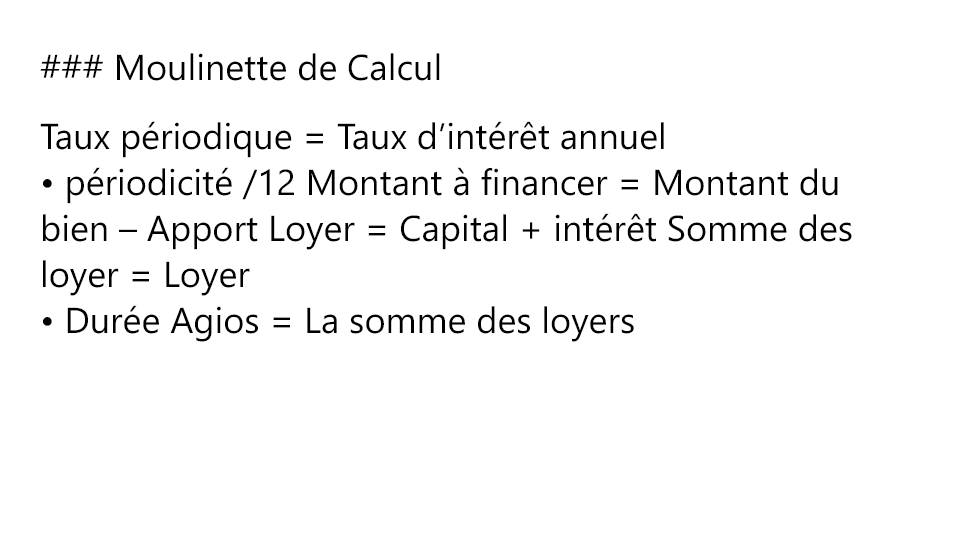 ### Moulinette de Calcul
Taux périodique = Taux d’intérêt annuel
• périodicité /12 Montant à financer = Montant du
bien – Apport Loyer = Capital + intérêt Somme des
loyer = Loyer
• Durée Agios = La somme des loyers